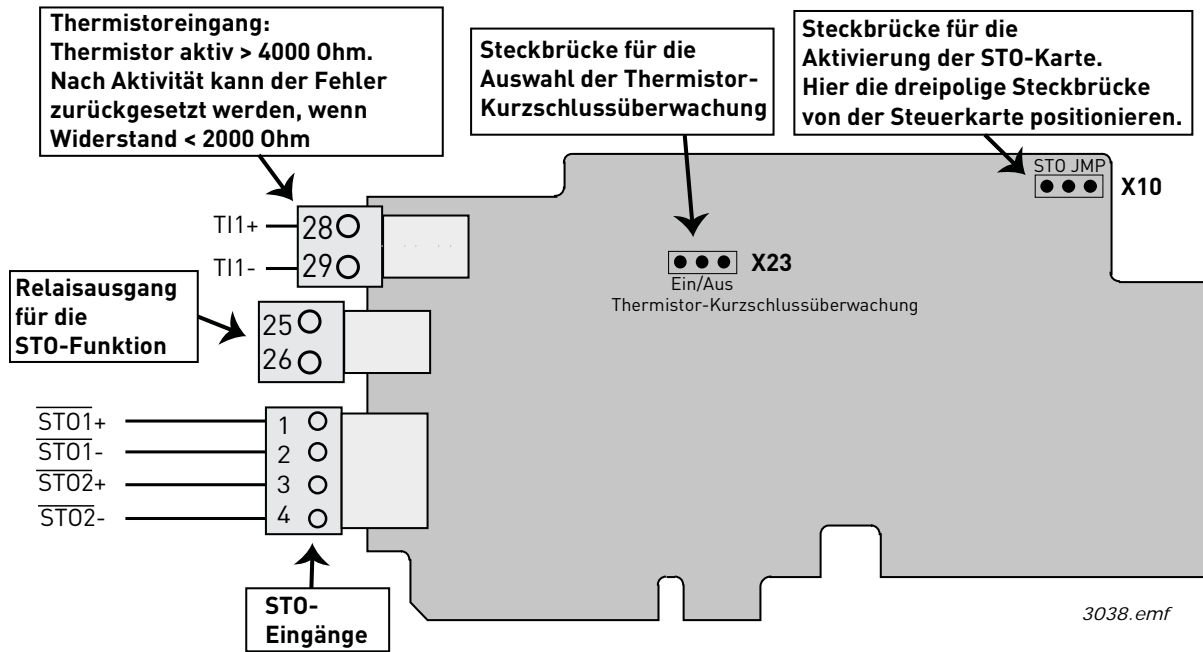 Thermistoreingang:
Thermistor aktiv > 4000 Ohm.
Nach Aktivität kann der Fehler
zurückgesetzt werden, wenn
Widerstand < 2000 Ohm
Steckbrücke für die
Auswahl der Thermistor-
Kurzschlussüberwachung
Steckbrücke für die
Aktivierung der STO-Karte.
Hier die dreipolige Steckbrücke
von der Steuerkarte positionieren.
STO JMP
X10
TI1+
28
TI1-
29
X23
Ein/Aus
Thermistor-Kurzschlussüberwachung
Relaisausgang
für die
STO-Funktion
25
26
STO1+
1
STO1-
2
STO2+
3
STO2-
4
STO-
Eingänge
3038.emf